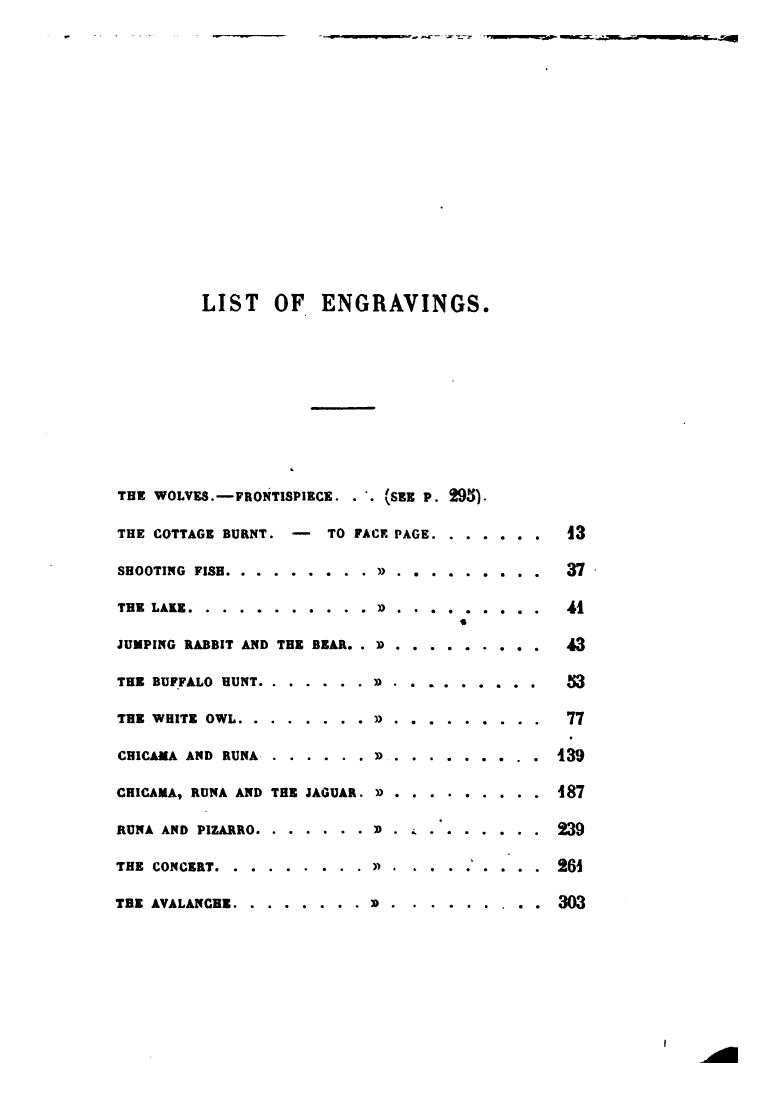 LIST OF ENGRAVINGS.
THE WOLVES.—FRONTISPIECE. . . (SEE P. 295).
THE COTTAGE BURNT. — TO FACE PAGE. . . . . . . 13
SHOOTING FISH. . . . . . . . . » . . . . . . . . . 37
THE LAKE. . . . . . . . . . . » . . . . . . . . . 41
JUMPING RABBIT AND THE BEAR. . » . . . . . . . . . 43
THE BUFFALO HUNT. . . . . . . » . . . . . . . . . 53
THE WHITE OWL. . . . . . . . » . . . . . . . . . 77
CHICAMA AND RUNA . . . . . . » . . . . . . . . . 139
CHICAMA, RUNA AND THE JAGUAR. » . . . . . . . . . 187
RUNA AND PIZARRO. . . . . . . » . . . . . . . . . 239
THE CONCERT. . . . . . . . . » . . . . . . . . . 261
THE AVALANCHE. . . . . . . . » . . . . . . . . . 303